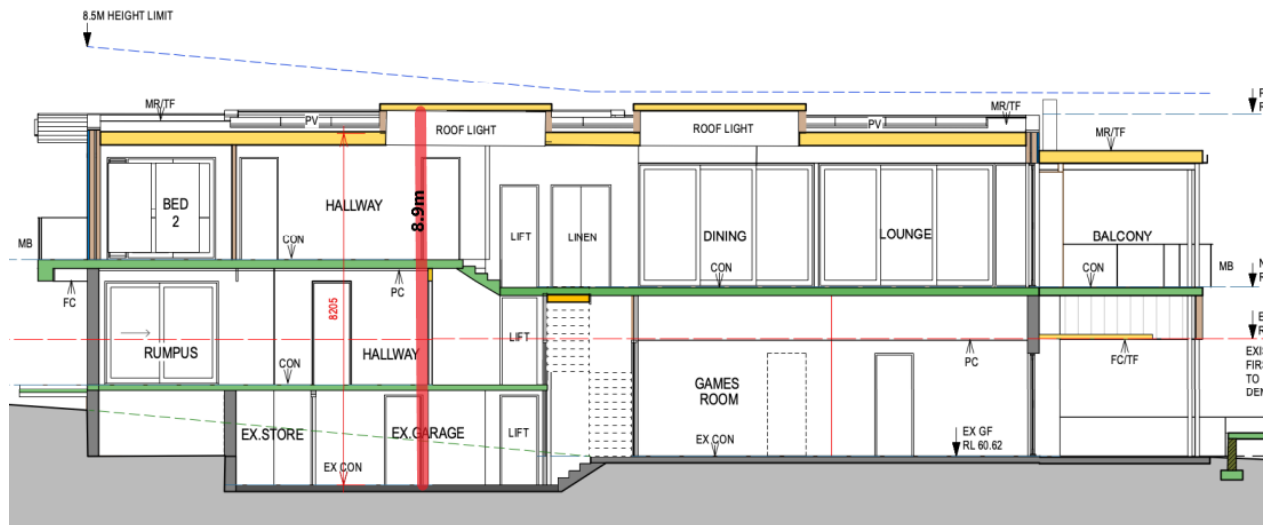 8.5M HEIGHT LIMIT
MR/TF
PV
ROOF LIGHT
ROOF LIGHT
PV
MR/TF
MR/TF
BED
2
HALLWAY
8.9m
LIFT
LINEN
DINING
LOUNGE
BALCONY
MB
CON
CON
CON
MB
FC
PC
8205
RUMPUS
HALLWAY
LIFT
CON
PC
FC/TF
GAMES
ROOM
EX.STORE
EX.GARAGE
LIFT
EX CON
EX CON
EX GF
RL 60.62